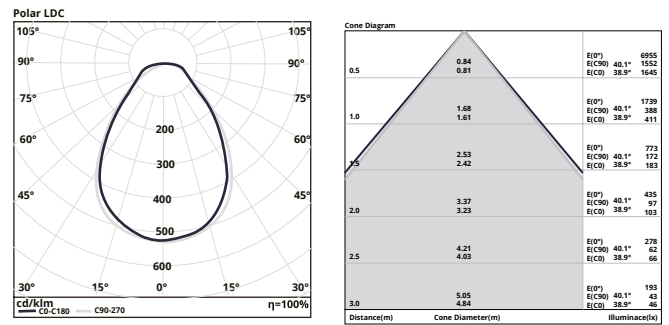 Polar LDC
105° 105°
90° 90°
75° 75°
60° 60°
45° 45°
200
300
400
500
600
30° 15° 0° 15° 30°
cd/klm η=100%
C0-C180 C90-270
Cone Diagram
0.5
0.84
0.81
E(0°) 6955
E(C90) 40.1° 1552
E(C0) 38.9° 1645
1.0
1.68
1.61
E(0°) 1739
E(C90) 40.1° 388
E(C0) 38.9° 411
1.5
2.53
2.42
E(0°) 773
E(C90) 40.1° 172
E(C0) 38.9° 183
2.0
3.37
3.23
E(0°) 435
E(C90) 40.1° 97
E(C0) 38.9° 103
2.5
4.21
4.03
E(0°) 278
E(C90) 40.1° 62
E(C0) 38.9° 66
3.0
5.05
4.84
E(0°) 193
E(C90) 40.1° 43
E(C0) 38.9° 46
Distance(m) Cone Diameter(m) Illuminace(lx)